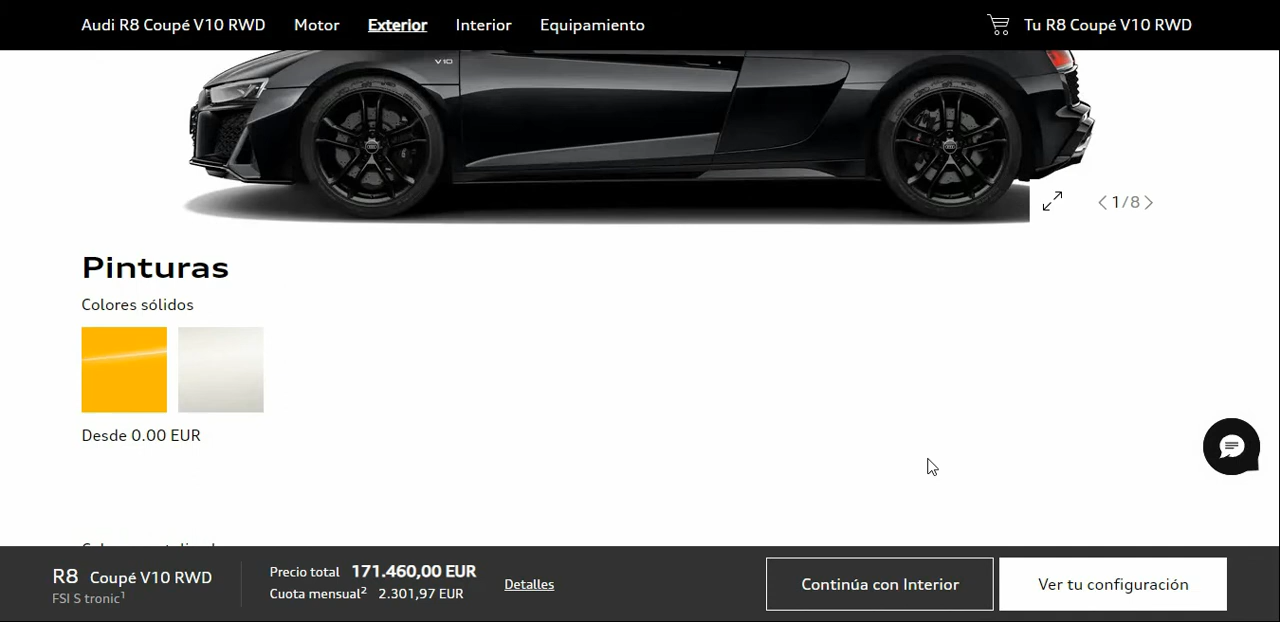 Audi R8 Coupé V10 RWD Motor Exterior Interior Equipamiento Tu R8 Coupé V10 RWD
V10
1/8
Pinturas
Colores sólidos
Desde 0.00 EUR
R8 Coupé V10 RWD
FSI S tronic1
Precio total 171.460,00 EUR
Cuota mensual2 2.301,97 EUR
Detalles
Continúa con Interior
Ver tu configuración